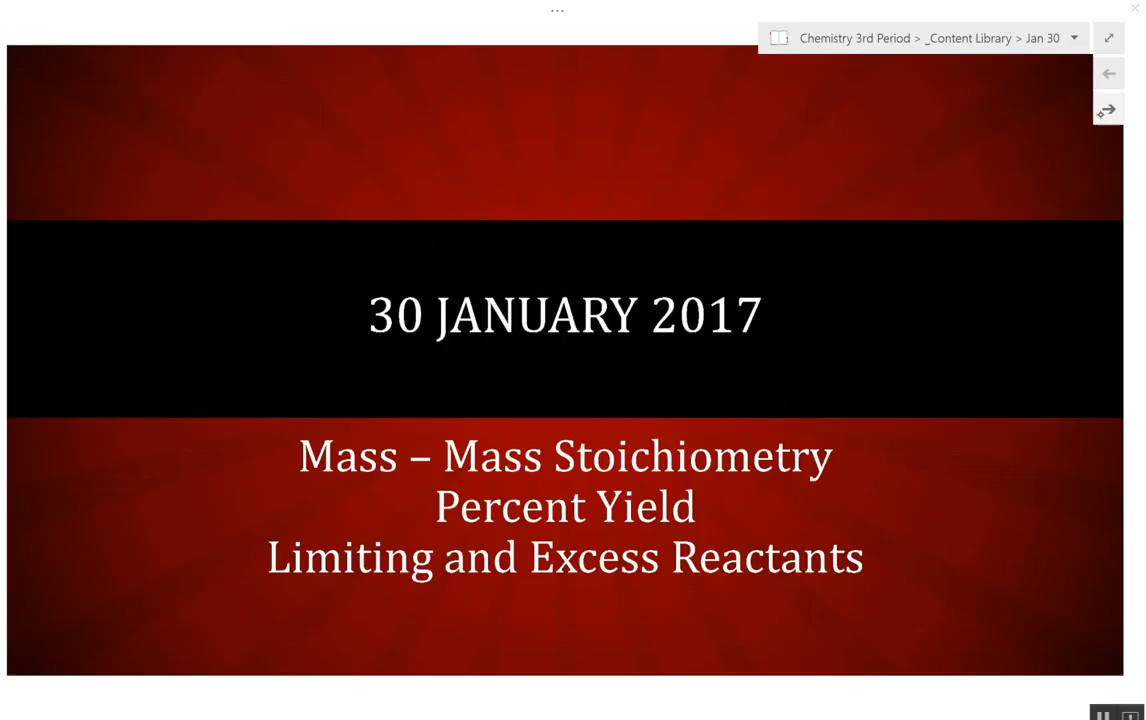 ...
Chemistry 3rd Period > _Content Library > Jan 30
30 JANUARY 2017
Mass – Mass Stoichiometry
Percent Yield
Limiting and Excess Reactants